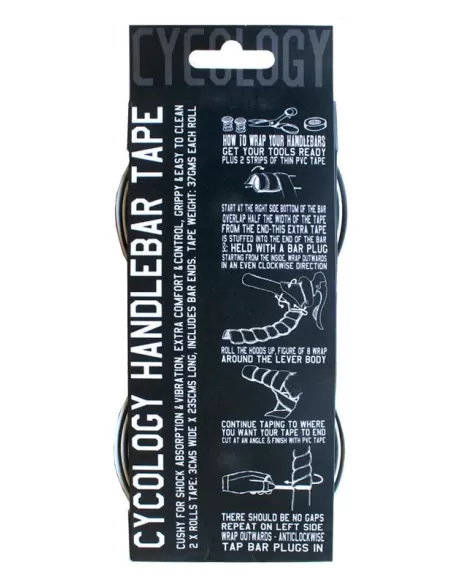 CYCOLOGY
CYCOLOGY HANDLEBAR TAPE
CUSHY FOR SHOCK ABSORPTION & VIBRATION, EXTRA COMFORT & CONTROL, GRIPPY & EASY TO CLEAN
2 X ROLLS TAPE: 3CMS WIDE X 235CMS LONG, INCLUDES BAR ENDS. TAPE WEIGHT: 37GMS EACH ROLL
HOW TO WRAP YOUR HANDLEBARS
GET YOUR TOOLS READY
PLUS 2 STRIPS OF THIN PVC TAPE
START AT THE RIGHT SIDE BOTTOM OF THE BAR
OVERLAP HALF THE WIDTH OF THE TAPE
FROM THE END-THIS EXTRA TAPE
IS STUFFED INTO THE END OF THE BAR
& HELD WITH A BAR PLUG
STARTING FROM THE INSIDE, WRAP OUTWARDS
IN AN EVEN CLOCKWISE DIRECTION
ROLL THE HOODS UP, FIGURE OF 8 WRAP
AROUND THE LEVER BODY
CONTINUE TAPING TO WHERE
YOU WANT YOUR TAPE TO END
CUT AT AN ANGLE & FINISH WITH PVC TAPE
THERE SHOULD BE NO GAPS
REPEAT ON LEFT SIDE
WRAP OUTWARDS - ANTICLOCKWISE
TAP BAR PLUGS IN